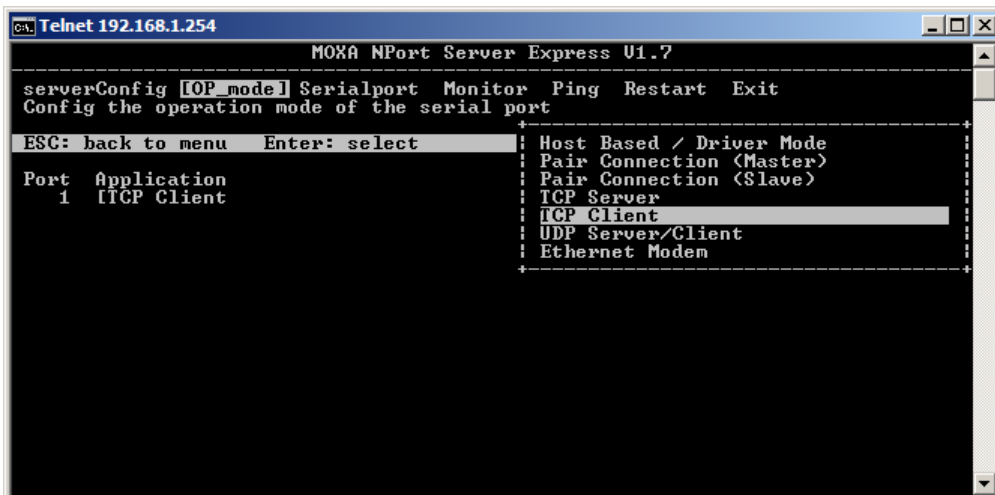 Telnet 192.168.1.254
MOXA NPort Server Express V1.7
serverConfig [OP_mode] Serialport Monitor Ping Restart Exit
Config the operation mode of the serial port
ESC: back to menu Enter: select
Port Application
1 [TCP Client
Host Based / Driver Mode
Pair Connection (Master)
Pair Connection (Slave)
TCP Server
TCP Client
UDP Server/Client
Ethernet Modem